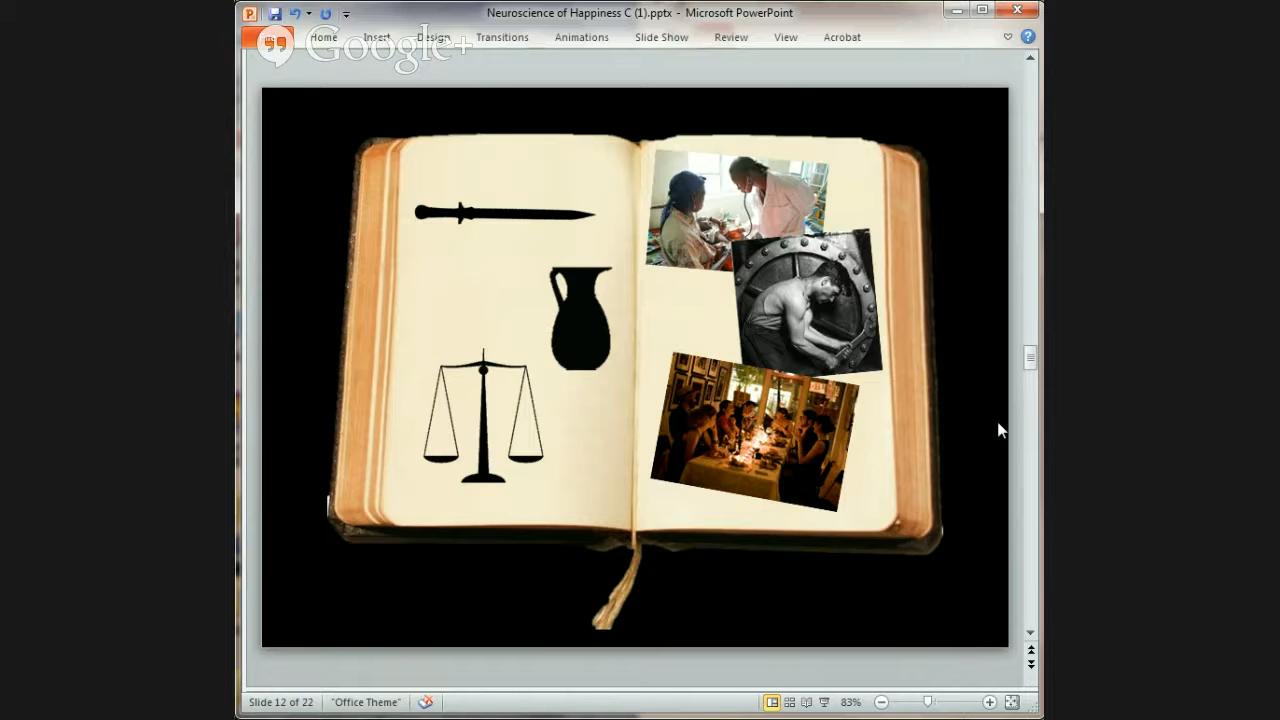 Neuroscience of Happiness C (1).pptx - Microsoft PowerPoint
Home Insert Design Transitions Animations Slide Show Review View Acrobat
Google+
Slide 12 of 22 "Office Theme" 83%